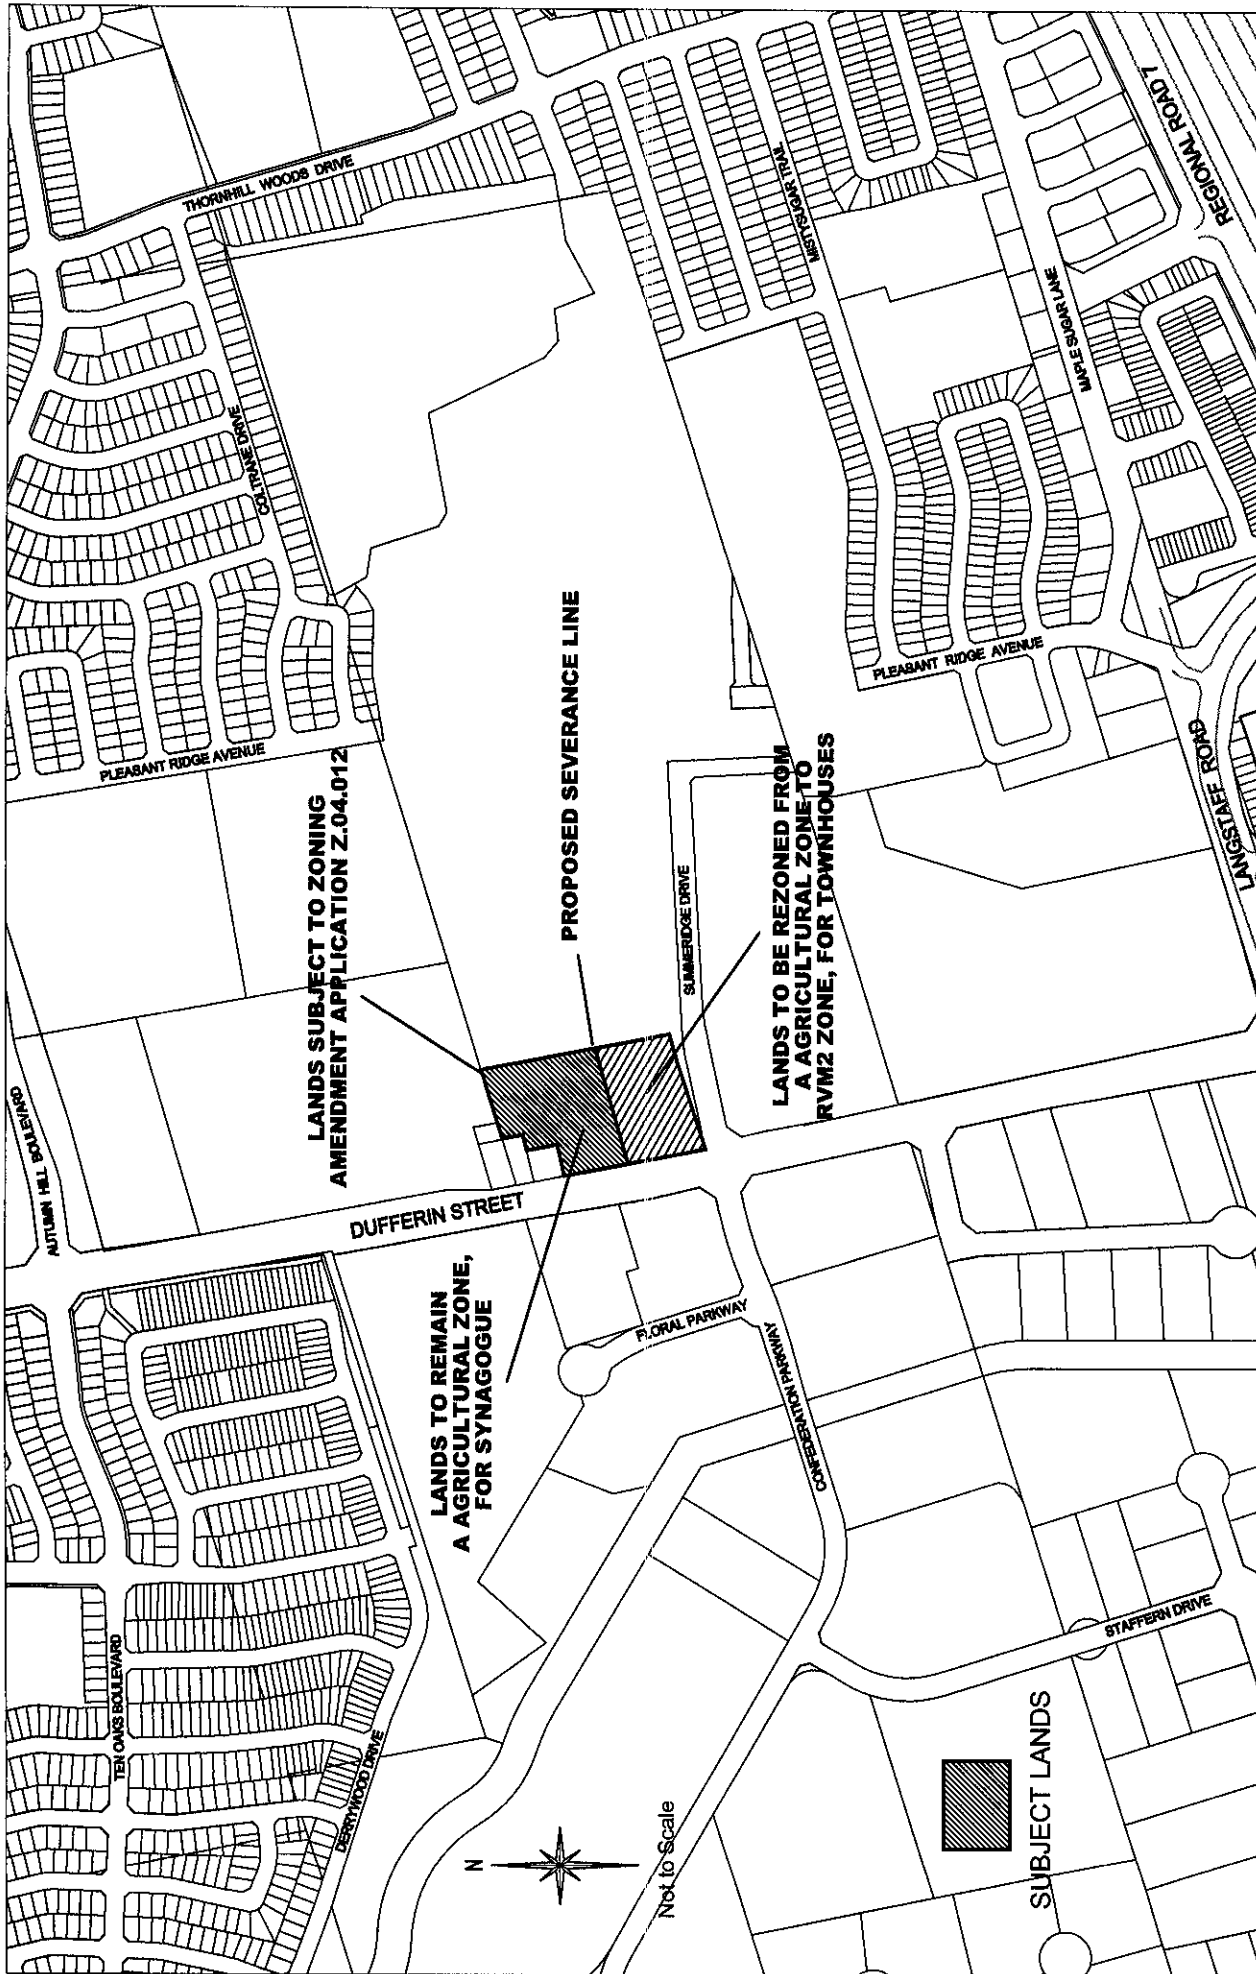 AUTUMN HILL BOULEVARD
THORNHILL WOODS DRIVE
COLTRANE DRIVE
PLEASANT RIDGE AVENUE
LANDS SUBJECT TO ZONING
AMENDMENT APPLICATION Z.04.012
DUFFERIN STREET
TEN OAKS BOULEVARD
DERRYWOOD DRIVE
LANDS TO REMAIN
A AGRICULTURAL ZONE,
FOR SYNAGOGUE
PROPOSED SEVERANCE LINE
SUMMERIDGE DRIVE
LANDS TO BE REZONED FROM
A AGRICULTURAL ZONE TO
RVM2 ZONE, FOR TOWNHOUSES
MISTYSUGAR TRAIL
MAPLE SUGAR LANE
REGIONAL ROAD 7
PLEASANT RIDGE AVENUE
LANGSTAFF ROAD
FLORAL PARKWAY
CONFEDERATION PARKWAY
STAFFERN DRIVE
N
Not to Scale
SUBJECT LANDS